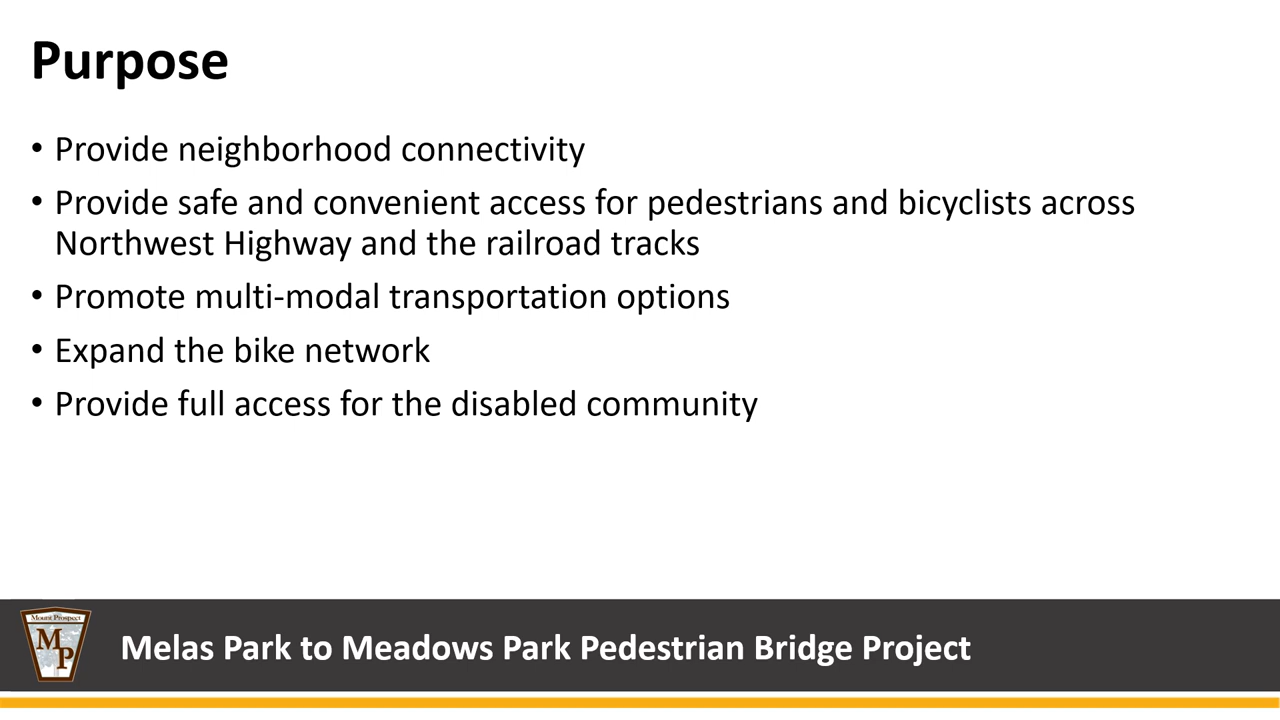 Purpose
• Provide neighborhood connectivity
• Provide safe and convenient access for pedestrians and bicyclists across
Northwest Highway and the railroad tracks
• Promote multi-modal transportation options
• Expand the bike network
• Provide full access for the disabled community
Mount Prospect
MP
Melas Park to Meadows Park Pedestrian Bridge Project